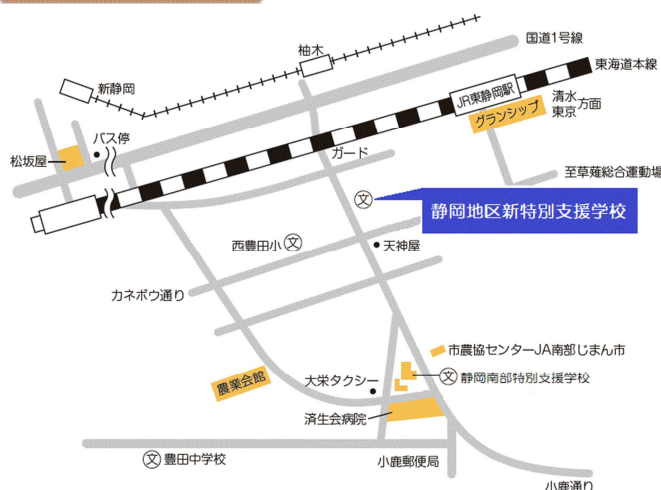 国道1号線
柚木
東海道本線
新静岡
JR東静岡駅
清水
東京
方面
グランシップ
バス停
松坂屋
ガード
至草薙総合運動場
文
静岡地区新特別支援学校
西豊田小
文
天神屋
カネボウ通り
市農協センターJA南部じまん市
大栄タクシー
文
静岡南部特別支援学校
農業会館
済生会病院
文
豊田中学校
小鹿郵便局
小鹿通り